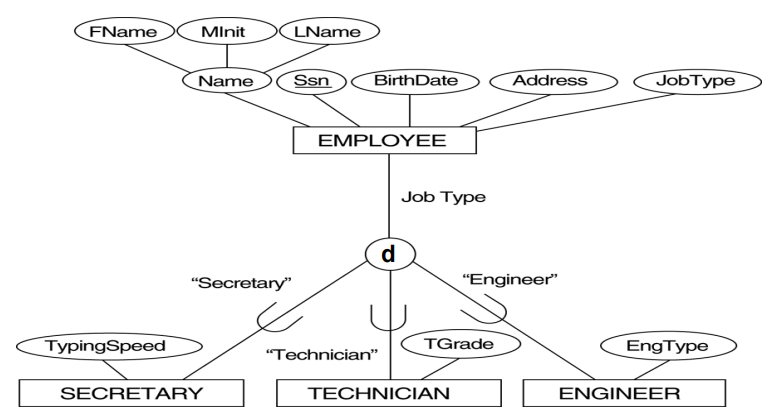 FName MInit LName
Name Ssn BirthDate Address JobType
EMPLOYEE
Job Type
d
“Secretary” “Engineer”
“Technician”
TypingSpeed TGrade EngType
SECRETARY TECHNICIAN ENGINEER